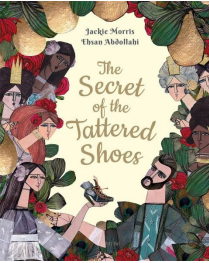 Jackie Morris
Ehsan Abdollahi
The
Secret
of the
Tattered
Shoes